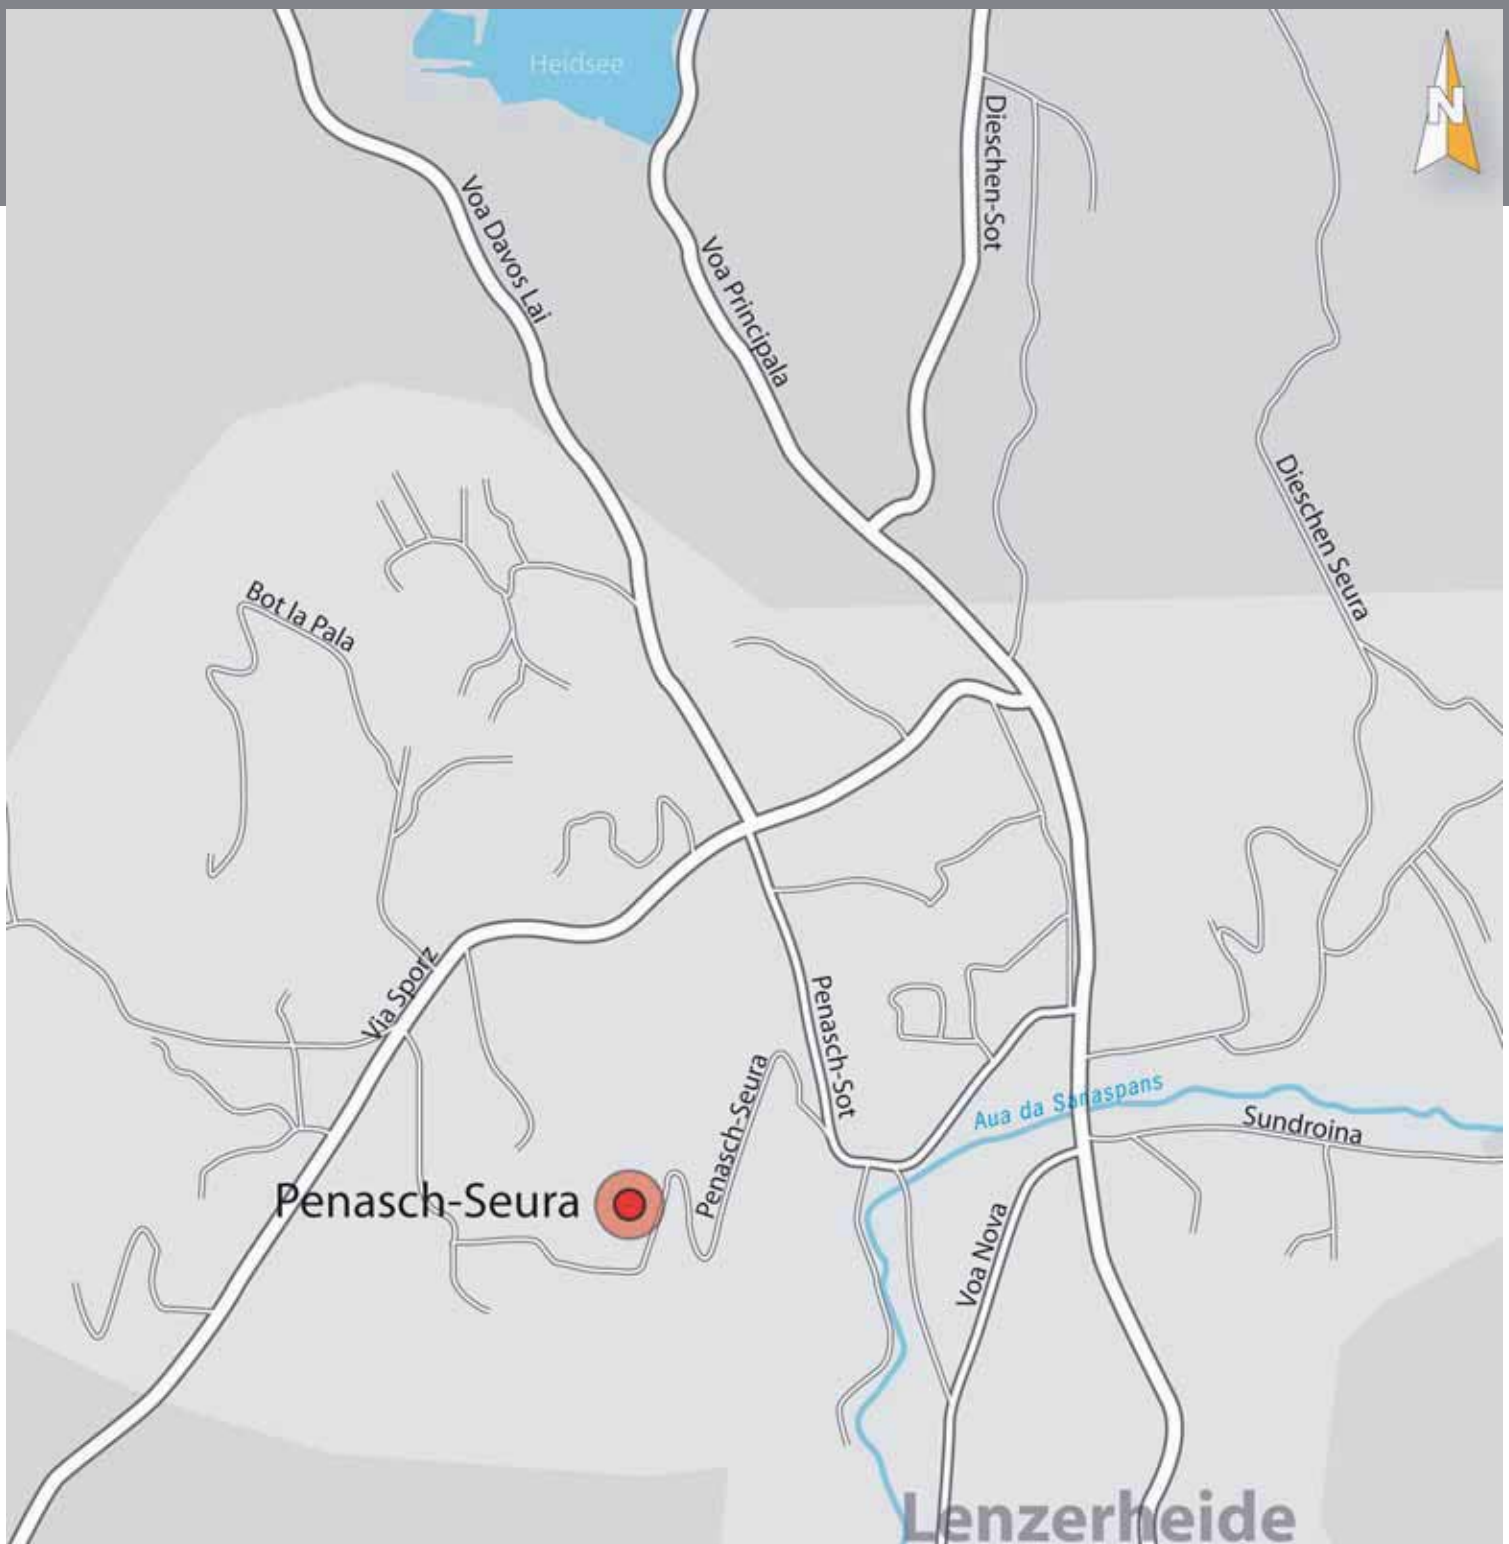 Heidsee
N
Dieschen-Sot
Voa Davos Lai
Voa Principala
Dieschen Seura
Bot la Pala
Via Sporz
Penasch-Sot
Penasch-Seura
Aua da Sanaspans
Sundroina
Penasch-Seura
Voa Nova
Lenzerheide